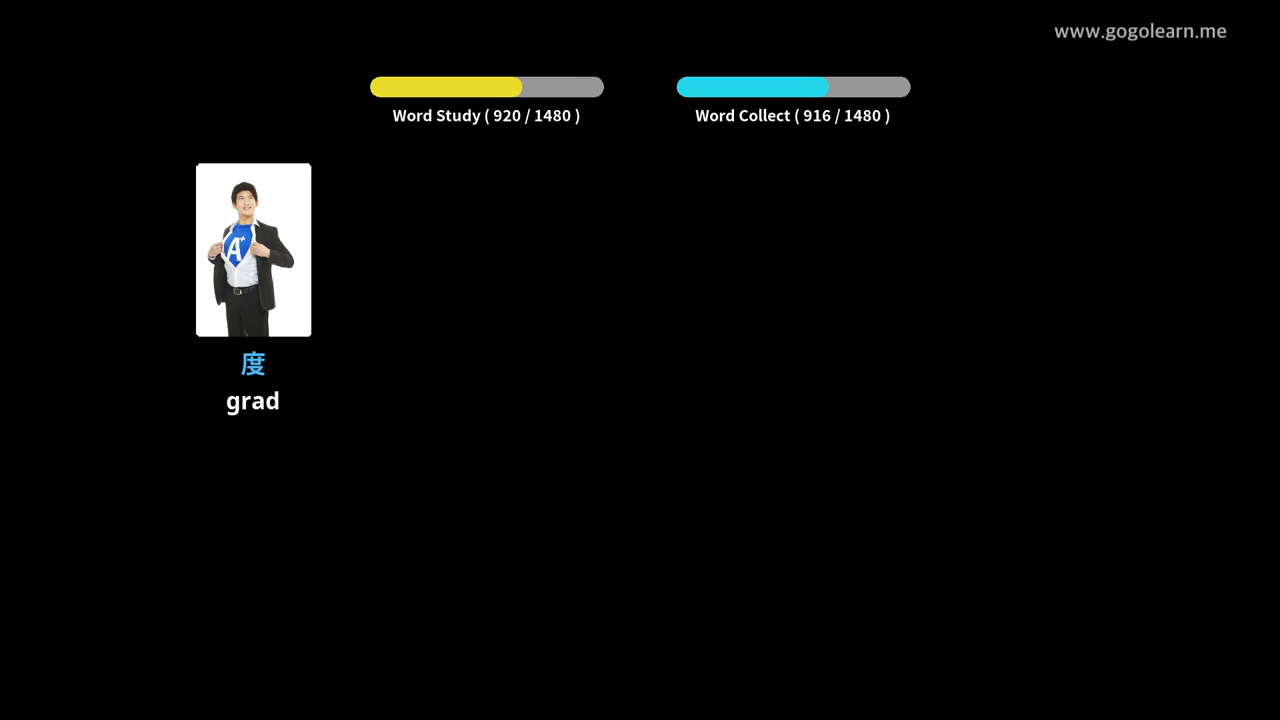 www.gogolearn.me
Word Study ( 920 / 1480 )
Word Collect ( 916 / 1480 )
A+
度
grad